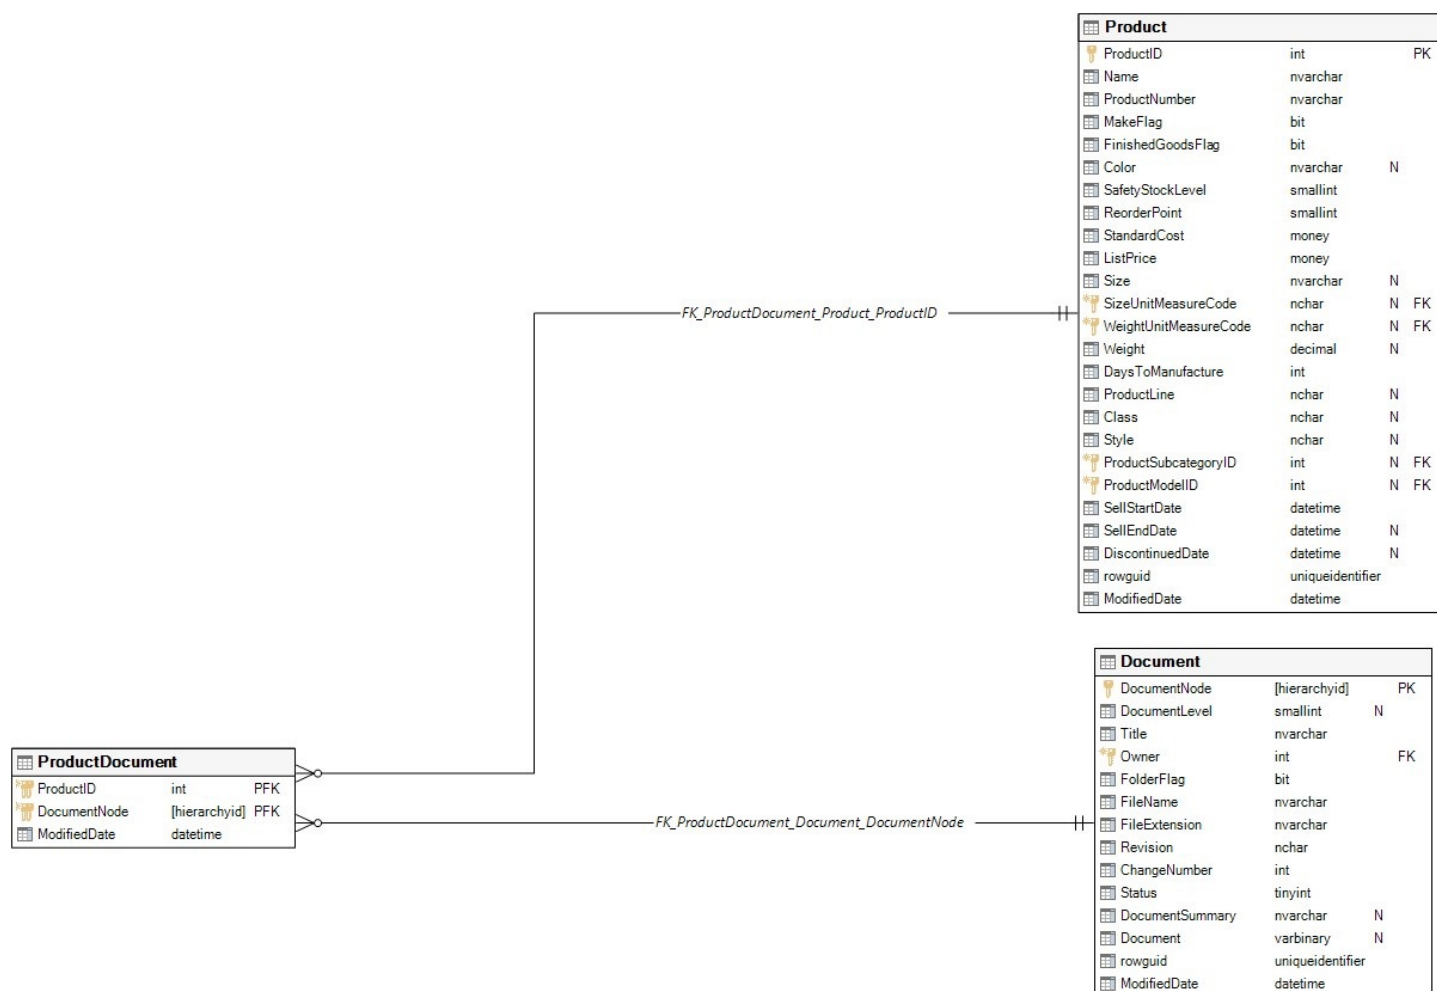 Product
ProductID int PK
Name nvarchar
ProductNumber nvarchar
MakeFlag bit
FinishedGoodsFlag bit
Color nvarchar N
SafetyStockLevel smallint
ReorderPoint smallint
StandardCost money
ListPrice money
Size nvarchar N
SizeUnitMeasureCode nchar N FK
WeightUnitMeasureCode nchar N FK
Weight decimal N
DaysToManufacture int
ProductLine nchar N
Class nchar N
Style nchar N
ProductSubcategoryID int N FK
ProductModelID int N FK
SellStartDate datetime
SellEndDate datetime N
DiscontinuedDate datetime N
rowguid uniqueidentifier
ModifiedDate datetime
FK_ProductDocument_Product_ProductID
ProductDocument
ProductID int PFK
DocumentNode [hierarchyid] PFK
ModifiedDate datetime
FK_ProductDocument_Document_DocumentNode
Document
DocumentNode [hierarchyid] PK
DocumentLevel smallint N
Title nvarchar
Owner int FK
FolderFlag bit
FileName nvarchar
FileExtension nvarchar
Revision nchar
ChangeNumber int
Status tinyint
DocumentSummary nvarchar N
Document varbinary N
rowguid uniqueidentifier
ModifiedDate datetime